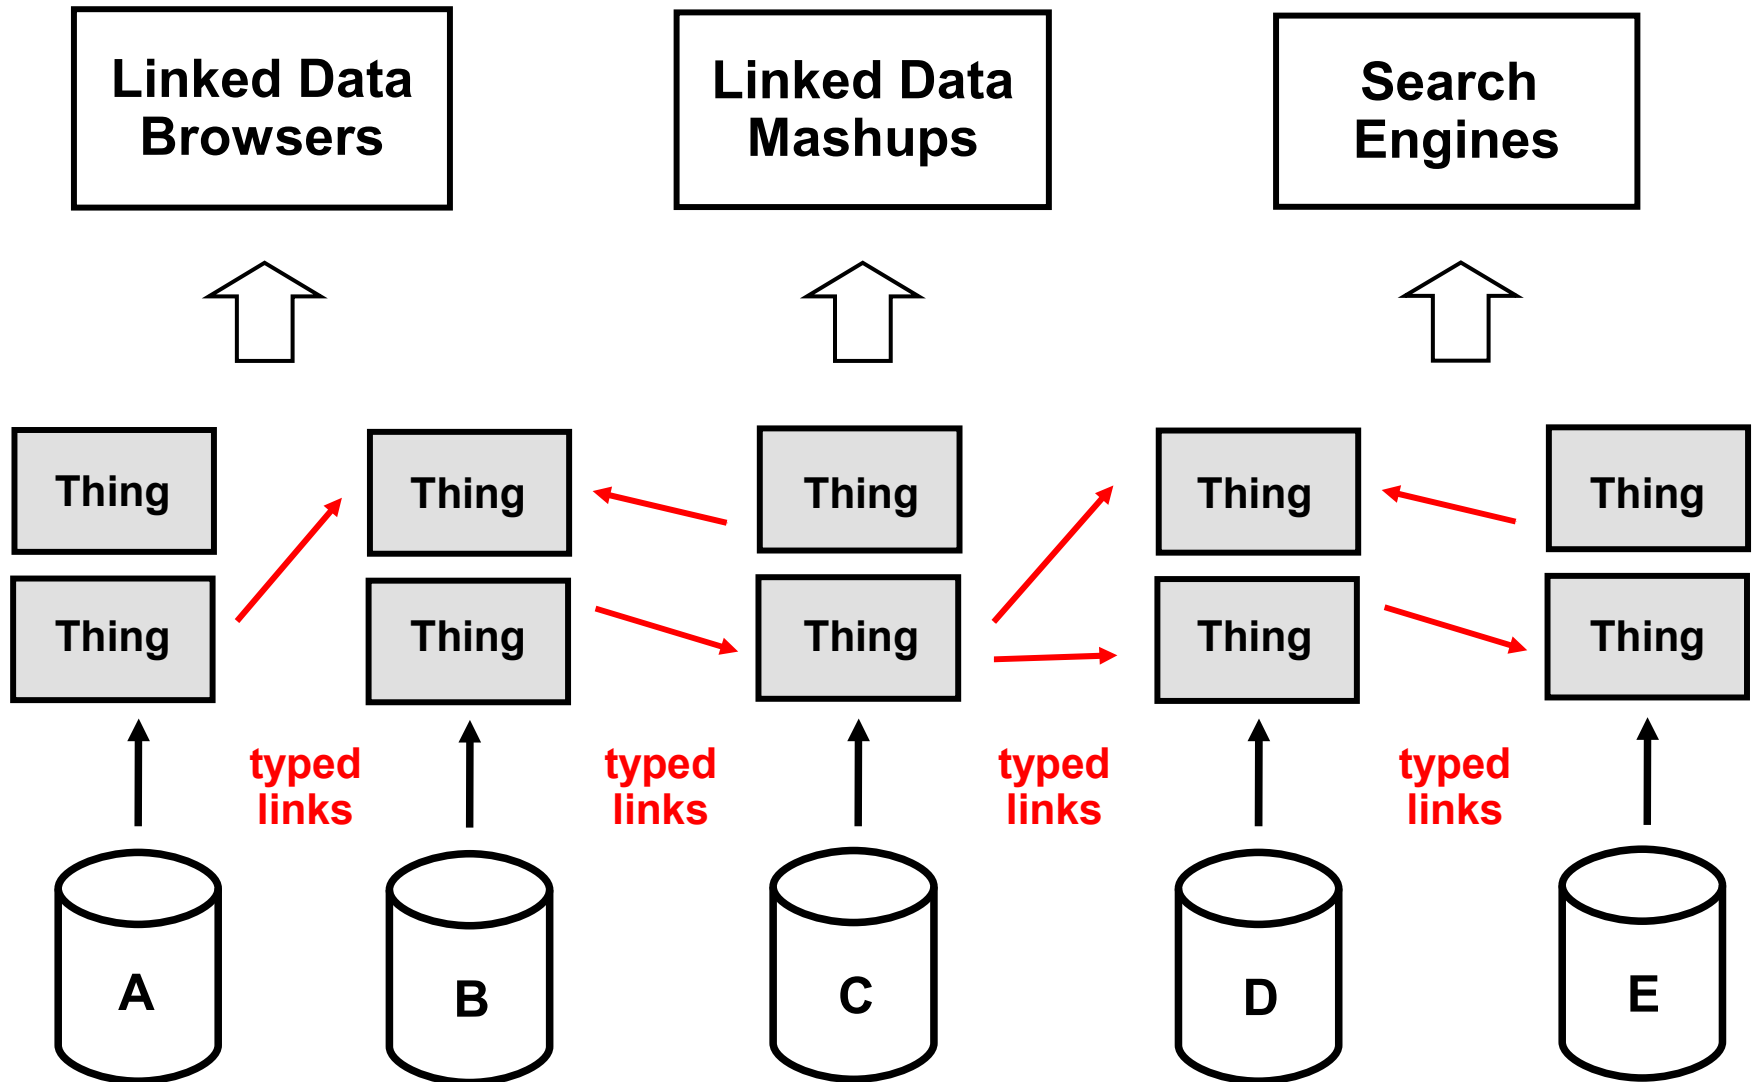 Linked Data
Browsers
Linked Data
Mashups
Search
Engines
Thing
Thing
Thing
Thing
Thing
Thing
Thing
Thing
Thing
Thing
typed
links
typed
links
typed
links
typed
links
A
B
C
D
E